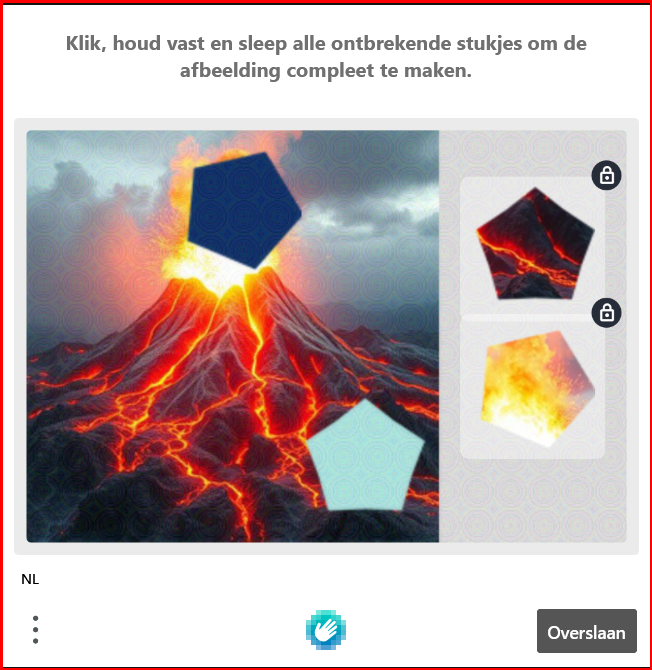 Klik, houd vast en sleep alle ontbrekende stukjes om de
afbeelding compleet te maken.
NL
Overslaan